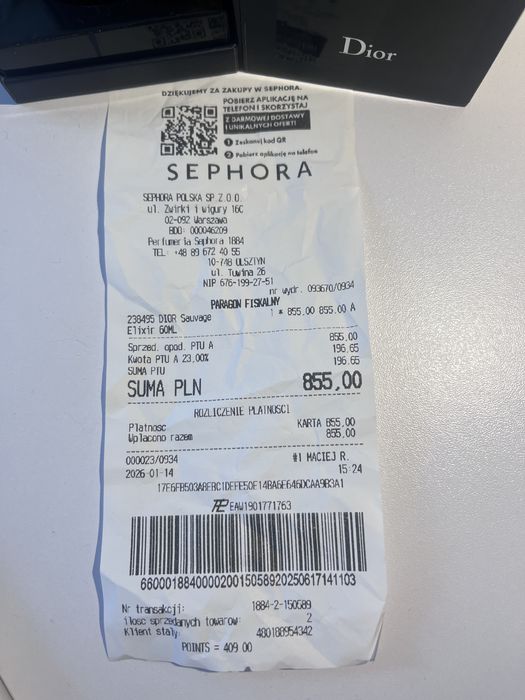 Dior
DZIĘKUJEMY ZA ZAKUPY W SEPHORA.
POBIERZ APLIKACJĘ NA
TELEFON I SKORZYSTAJ
Z DARMOWEJ DOSTAWY
I UNIKALNYCH OFERT!
1 Zeskanuj kod QR
2 Pobierz aplikację na telefon
SEPHORA
SEPHORA POLSKA SP.Z.O.O.
ul. Żwirki i wigury 16C
02-092 Warszawa
BDO: 000046209
Perfumeria Sephora 1884
TEL: +48 89 672 40 55
10-748 OLSZTYN
ul. Tuwima 26
NIP 676-199-27-51
nr wydr. 093670/0934
PARAGON FISKALNY
238495 DIOR Sauvage 1 * 855,00 855,00 A
Elixir 60ML
Sprzed. opod. PTU A 855,00
Kwota PTU A 23,00% 196,65
SUMA PTU 196,65
SUMA PLN 855,00
ROZLICZENIE PŁATNOŚCI
Płatność KARTA 855,00
Wpłacono razem 855,00
000023/0934 #1 MACIEJ R.
2026-01-14 15:24
EAW1901771763
660001884000020015058920250617141103
Nr transakcji: 1884-2-150589
ilosc sprzedanych towarow: 2
Klient stały: 480188954342
POINTS = 409.00